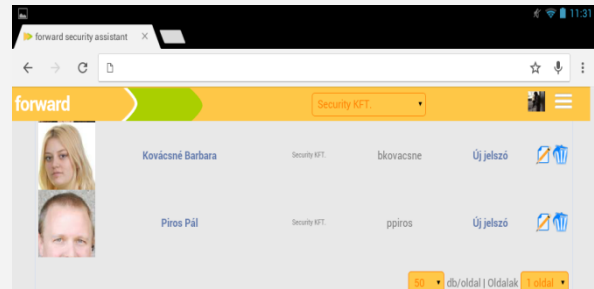 11:31
forward security assistant
forward
Security KFT.
Kovácsné Barbara Security KFT. bkovacsne Új jelszó
Piros Pál Security KFT. ppiros Új jelszó
50 db/oldal | Oldalak 1 oldal